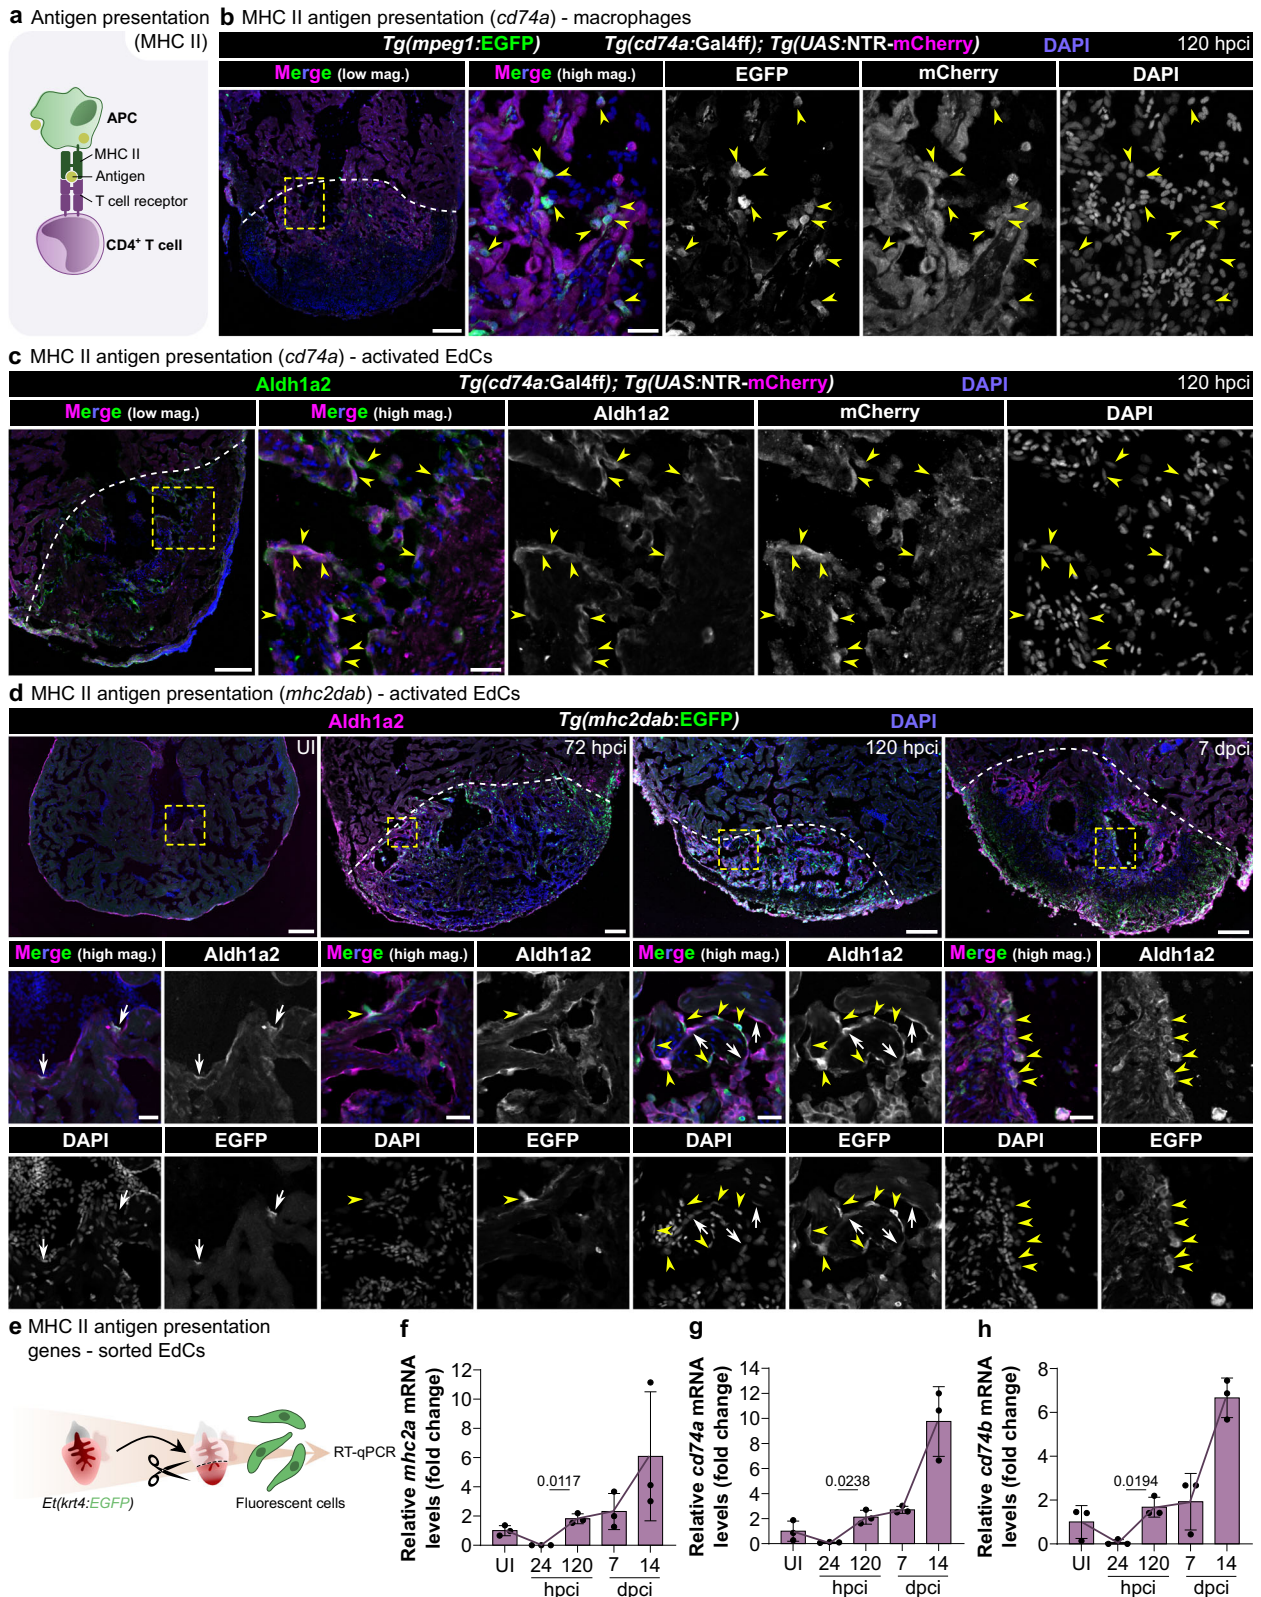 a Antigen presentation
(MHC II)
APC
MHC II
Antigen
T cell receptor
CD4+ T cell
b MHC II antigen presentation (cd74a) - macrophages
Tg(mpeg1:EGFP) Tg(cd74a:Gal4ff); Tg(UAS:NTR-mCherry) DAPI 120 hpci
Merge (low mag.) Merge (high mag.) EGFP mCherry DAPI
c MHC II antigen presentation (cd74a) - activated EdCs
Aldh1a2 Tg(cd74a:Gal4ff); Tg(UAS:NTR-mCherry) DAPI 120 hpci
Merge (low mag.) Merge (high mag.) Aldh1a2 mCherry DAPI
d MHC II antigen presentation (mhc2dab) - activated EdCs
Aldh1a2 Tg(mhc2dab:EGFP) DAPI
UI 72 hpci 120 hpci 7 dpci
Merge (high mag.) Aldh1a2 Merge (high mag.) Aldh1a2 Merge (high mag.) Aldh1a2 Merge (high mag.) Aldh1a2
DAPI EGFP DAPI EGFP DAPI EGFP DAPI EGFP
e MHC II antigen presentation
genes - sorted EdCs
Et(krt4:EGFP)
Fluorescent cells
RT-qPCR
f
Relative mhc2a mRNA
levels (fold change)
12
10
8
6
4
2
0
0.0117
UI 24 120 7 14
hpci dpci
g
Relative cd74a mRNA
levels (fold change)
14
12
10
8
6
4
2
0
0.0238
UI 24 120 7 14
hpci dpci
h
Relative cd74b mRNA
levels (fold change)
8
6
4
2
0
0.0194
UI 24 120 7 14
hpci dpci